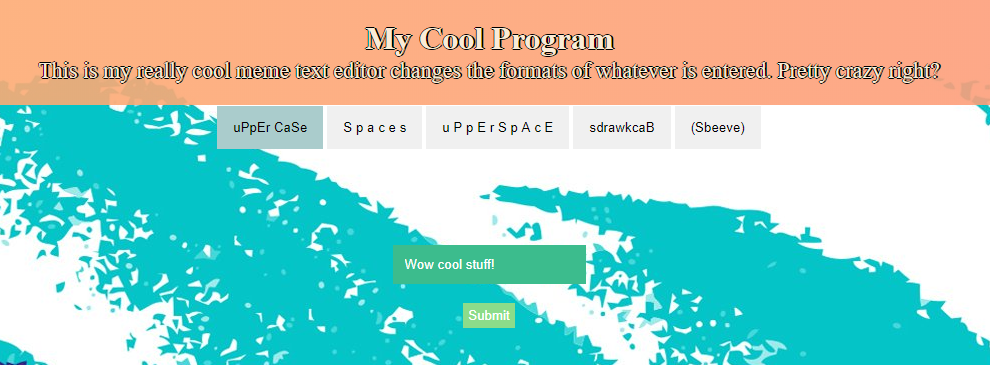 My Cool Program
This is my really cool meme text editor changes the formats of whatever is entered. Pretty crazy right?
uPpEr CaSe
S p a c e s
u P p E r S p A c E
sdrawkcaB
(Sbeeve)
Wow cool stuff!
Submit